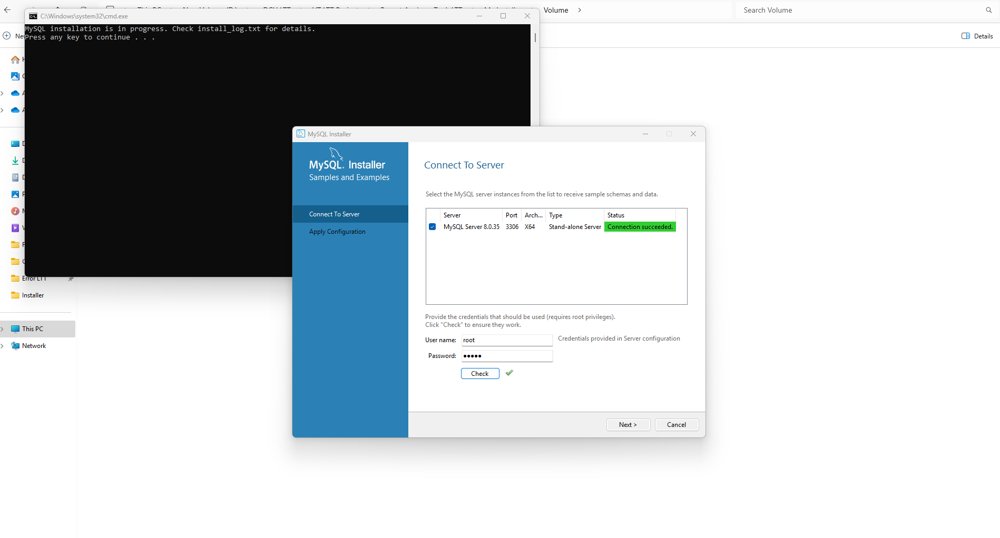 Volume
Search Volume
C:\Windows\system32\cmd.exe
MySQL installation is in progress. Check install_log.txt for details.
Press any key to continue . . .
Details
MySQL Installer
MySQL. Installer
Samples and Examples
Connect To Server
Apply Configuration
Connect To Server
Select the MySQL server instances from the list to receive sample schemas and data.
Server Port Arch... Type Status
MySQL Server 8.0.35 3306 X64 Stand-alone Server Connection succeeded.
Provide the credentials that should be used (requires root privileges).
Click "Check" to ensure they work.
User name: root Credentials provided in Server configuration
Password: •••••
Check
Next >
Cancel
Error LTT
Installer
This PC
Network